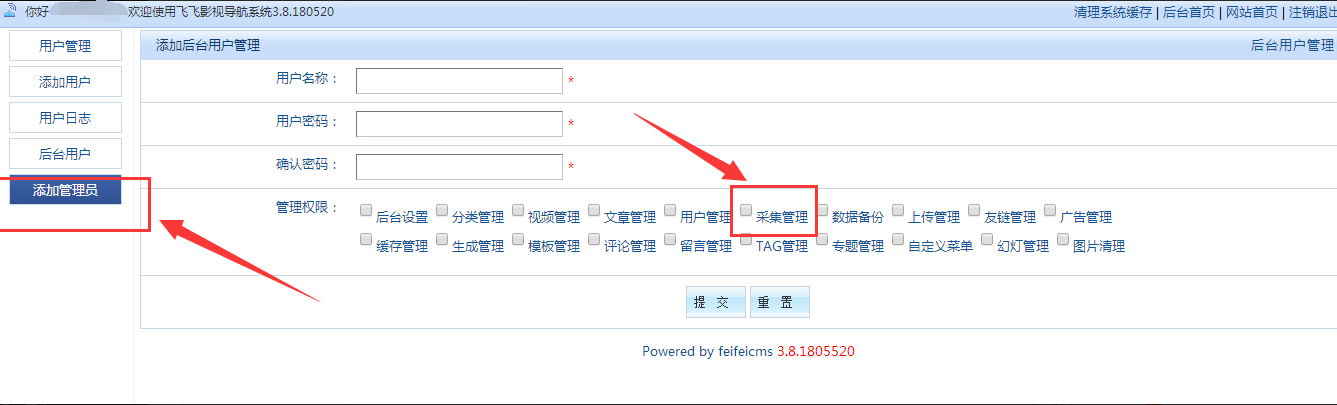 你好 欢迎使用飞飞影视导航系统3.8.180520 清理系统缓存 | 后台首页 | 网站首页 | 注销退出
用户管理
添加用户
用户日志
后台用户
添加管理员
添加后台用户管理 后台用户管理
用户名称： *
用户密码： *
确认密码： *
管理权限： 后台设置 分类管理 视频管理 文章管理 用户管理 采集管理 数据备份 上传管理 友链管理 广告管理
缓存管理 生成管理 模板管理 评论管理 留言管理 TAG管理 专题管理 自定义菜单 幻灯管理 图片清理
提 交 重 置
Powered by feifeicms 3.8.1805520